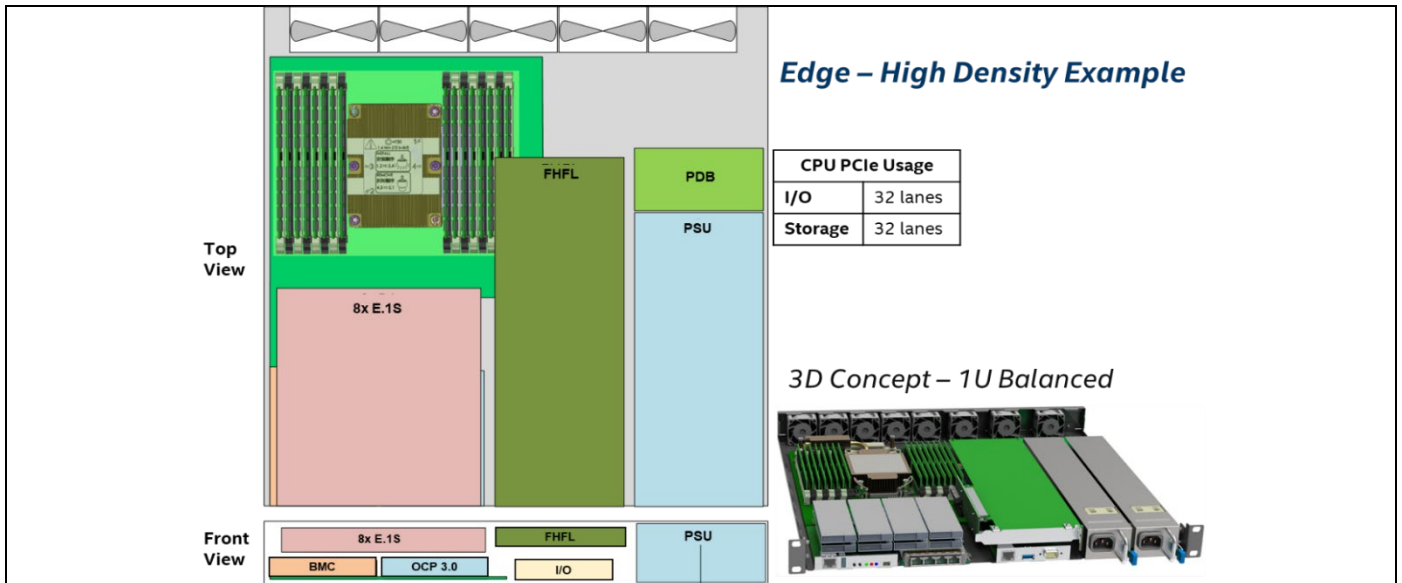 Edge – High Density Example
CPU PCIe Usage
I/O 32 lanes
Storage 32 lanes
FHFL
PDB
PSU
Top
View
8x E.1S
3D Concept – 1U Balanced
Front
View
8x E.1S
FHFL
PSU
BMC
OCP 3.0
I/O